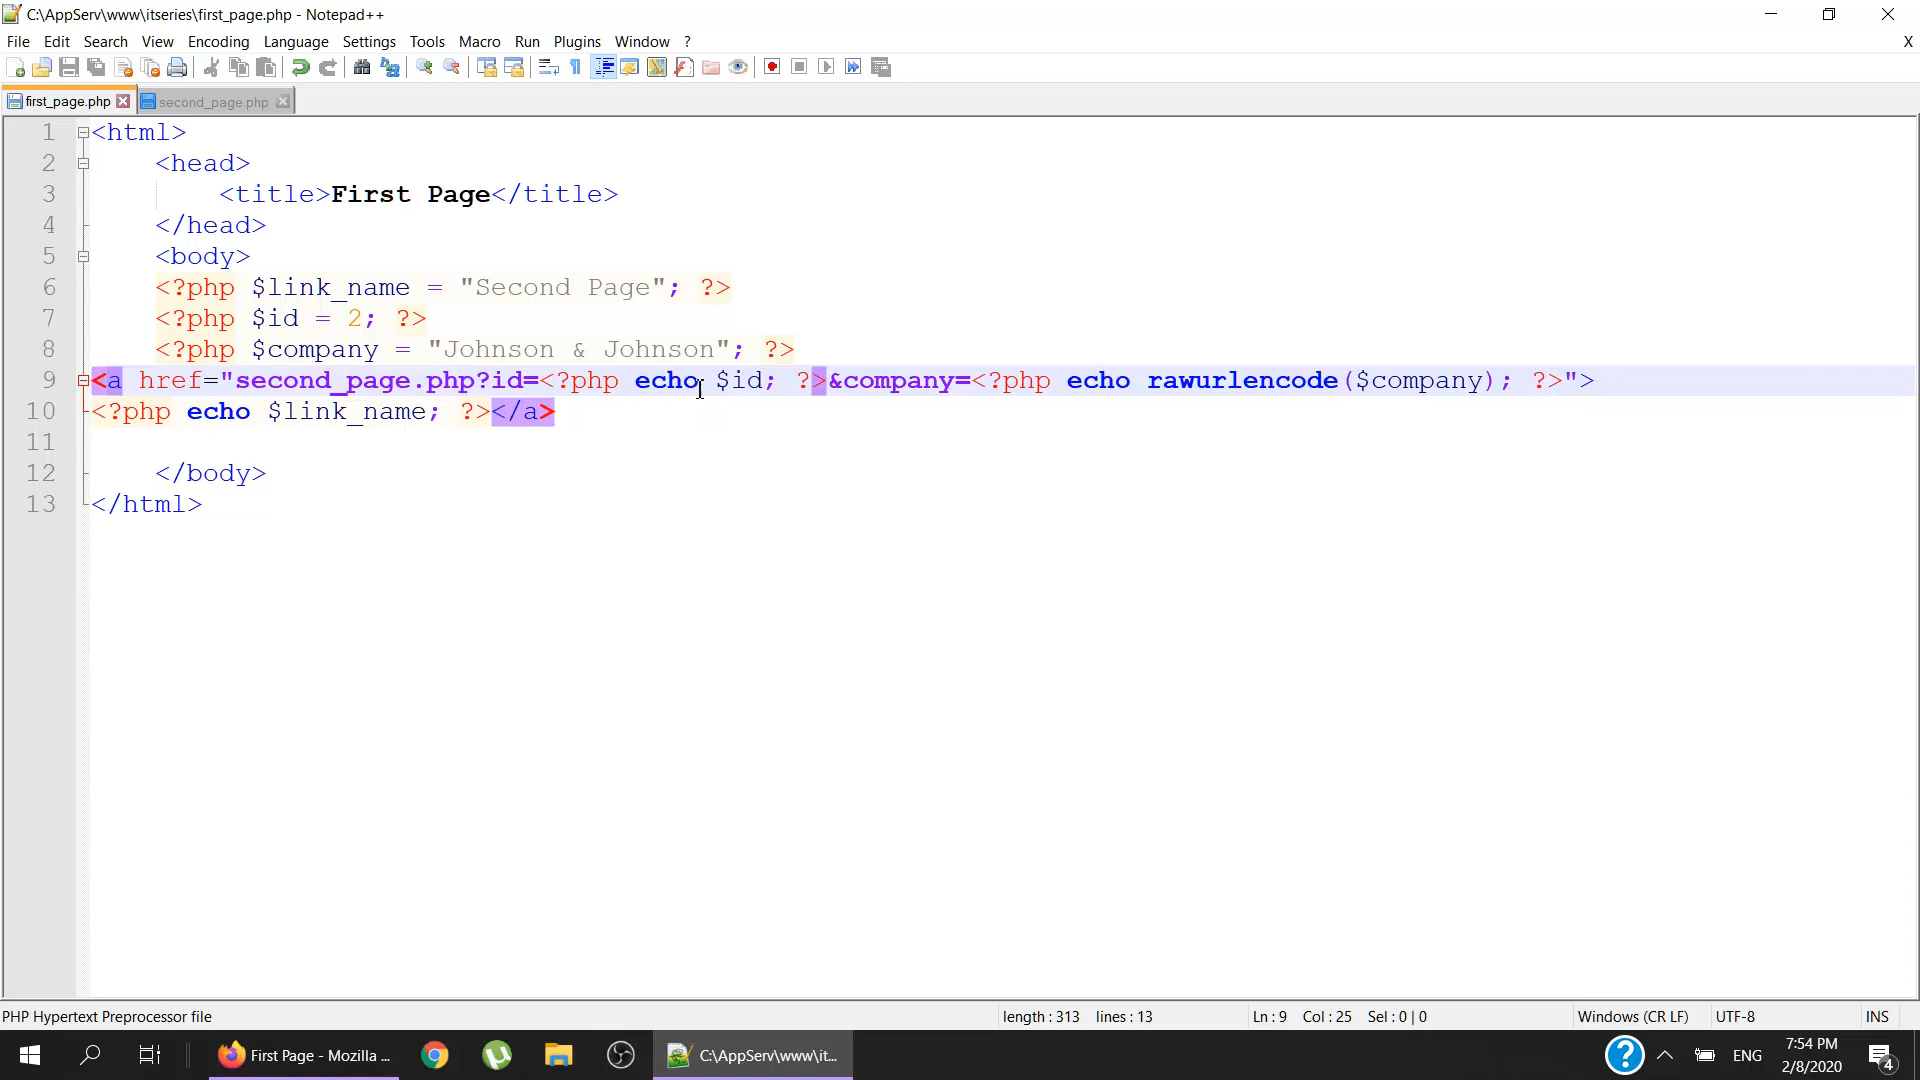 C:\AppServ\www\itseries\first_page.php - Notepad++
File Edit Search View Encoding Language Settings Tools Macro Run Plugins Window ? X
first_page.php second_page.php
1 <html>
2 <head>
3 <title>First Page</title>
4 </head>
5 <body>
6 <?php $link_name = "Second Page"; ?>
7 <?php $id = 2; ?>
8 <?php $company = "Johnson & Johnson"; ?>
9 <a href="second_page.php?id=<?php echo $id; ?>&company=<?php echo rawurlencode($company); ?>">
10 <?php echo $link_name; ?></a>
11
12 </body>
13 </html>
PHP Hypertext Preprocessor file length : 313 lines : 13 Ln : 9 Col : 25 Sel : 0 | 0 Windows (CR LF) UTF-8 INS
First Page - Mozilla ... C:\AppServ\www\it... ? ENG 7:54 PM
2/8/2020 4